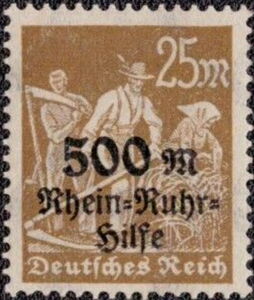 25m
500 M
Rhein=Ruhr=
Hilfe
Deutsches Reich